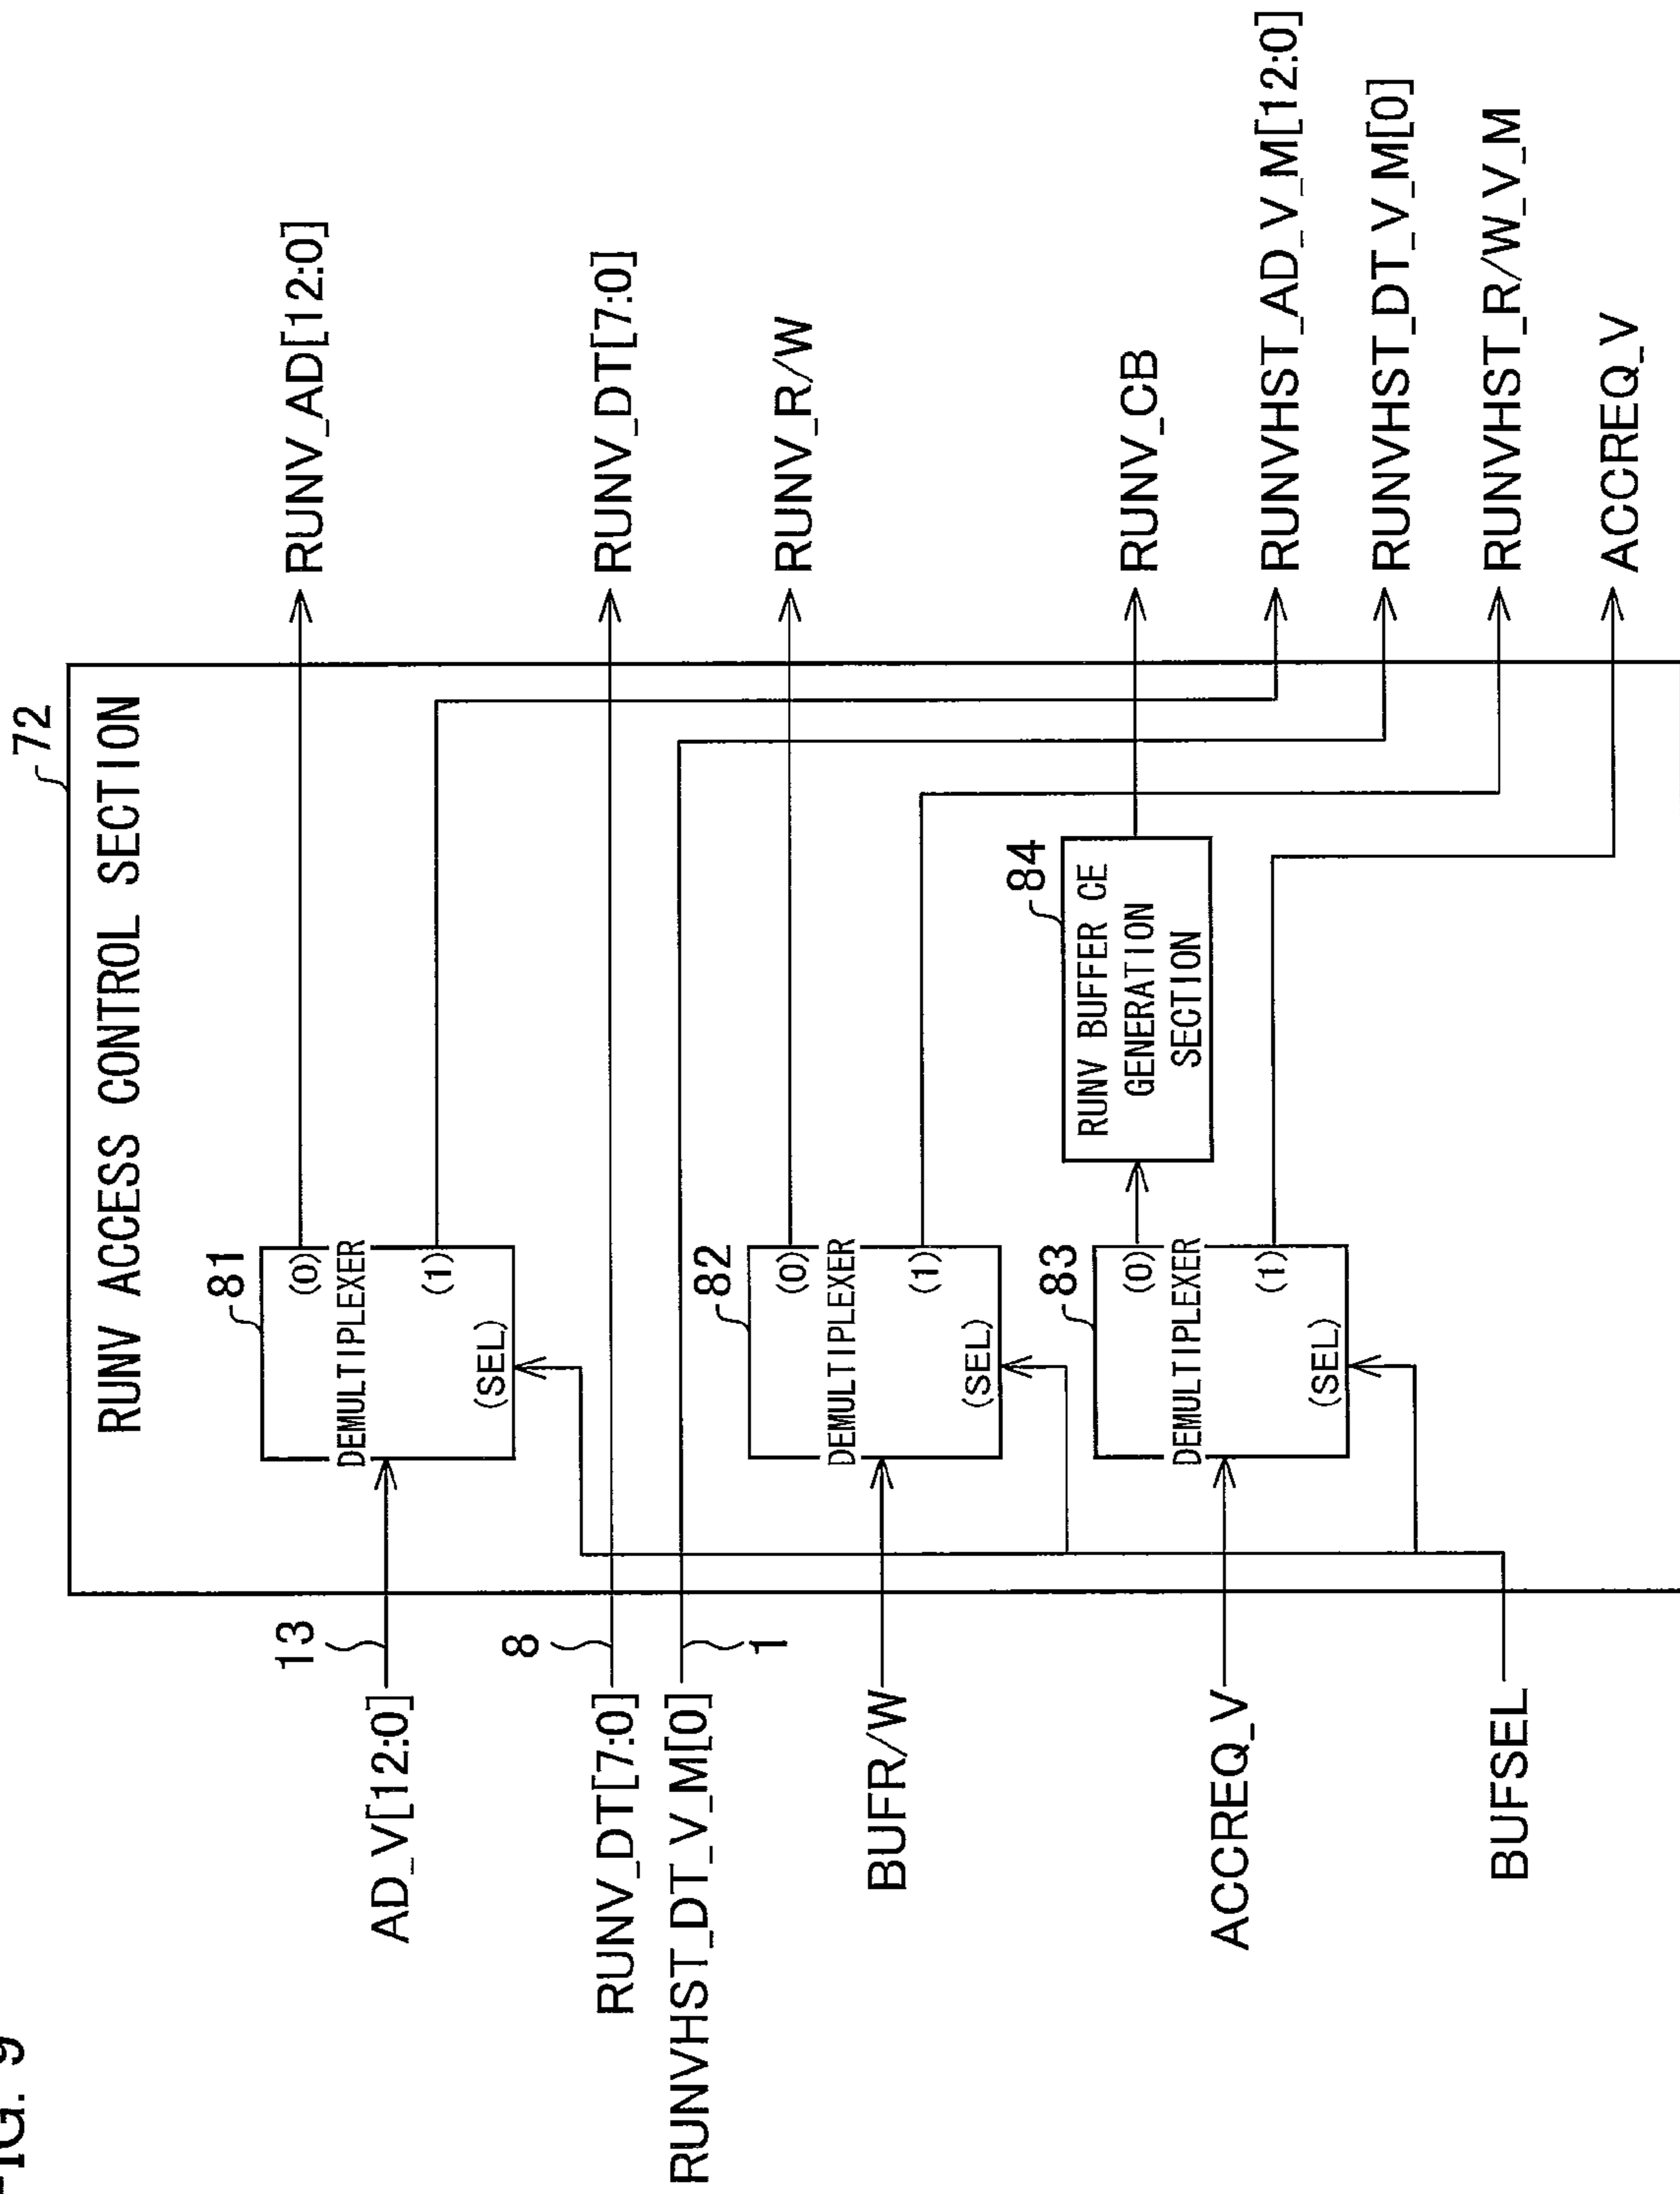 FIG. 9
72
RUNV ACCESS CONTROL SECTION
AD_V[12:0]
13
81
DEMULTIPLEXER
(0)
(1)
(SEL)
RUNV_AD[12:0]
RUNV_DT[7:0]
8
RUNV_DT[7:0]
RUNVHST_DT_V_M[0]
1
BUFR/W
82
DEMULTIPLEXER
(0)
(1)
(SEL)
RUNV_R/W
ACCREQ_V
83
DEMULTIPLEXER
(0)
(1)
(SEL)
84
RUNV BUFFER CE
GENERATION
SECTION
RUNV_CB
RUNVHST_AD_V_M[12:0]
RUNVHST_DT_V_M[0]
RUNVHST_R/W_V_M
ACCREQ_V
BUFSEL